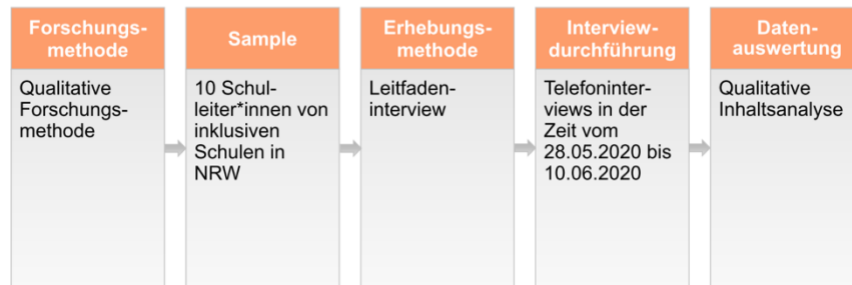 Forschungs-
methode
Qualitative
Forschungs-
methode
Sample
10 Schul-
leiter*innen von
inklusiven
Schulen in
NRW
Erhebungs-
methode
Leitfaden-
interview
Interview-
durchführung
Telefoninter-
views in der
Zeit vom
28.05.2020 bis
10.06.2020
Daten-
auswertung
Qualitative
Inhaltsanalyse